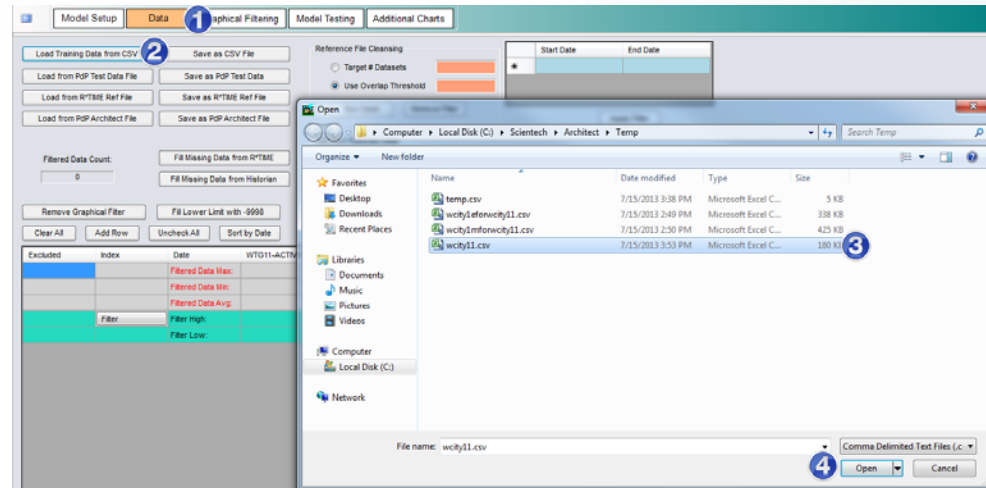 Model Setup
Data
1
aphical Filtering
Model Testing
Additional Charts
Load Training Data from CSV
2
Save as CSV File
Load from PdP Test Data File
Save as PdP Test Data
Load from R*TIME Ref File
Save as R*TIME Ref File
Load from PdP Architect File
Save as PdP Architect File
Reference File Cleansing
Target # Datasets
Use Overlap Threshold
Start Date
End Date
*
Filtered Data Count:
0
Fill Missing Data from R*TIME
Fill Missing Data from Historian
Remove Graphical Filter
Fill Lower Limit with -9998
Clear All
Add Row
Uncheck All
Sort by Date
Excluded
Index
Date
WTG11-ACTIV
Filtered Data Max:
Filtered Data Min:
Filtered Data Avg:
Filter
Filter High:
Filter Low:
Open
Computer
Local Disk (C:)
Scientech
Architect
Temp
Search Temp
Organize
New folder
Favorites
Desktop
Downloads
Recent Places
Libraries
Documents
Music
Pictures
Videos
Computer
Local Disk (C:)
Network
Name
Date modified
Type
Size
temp.csv 7/15/2013 3:38 PM Microsoft Excel C... 5 KB
wcity1eforwcity11.csv 7/15/2013 2:49 PM Microsoft Excel C... 338 KB
wcity1mforwcity11.csv 7/15/2013 2:50 PM Microsoft Excel C... 425 KB
wcity11.csv 7/15/2013 3:53 PM Microsoft Excel C... 180 KB
3
File name: wcity11.csv
Comma Delimited Text Files (.c
4
Open
Cancel